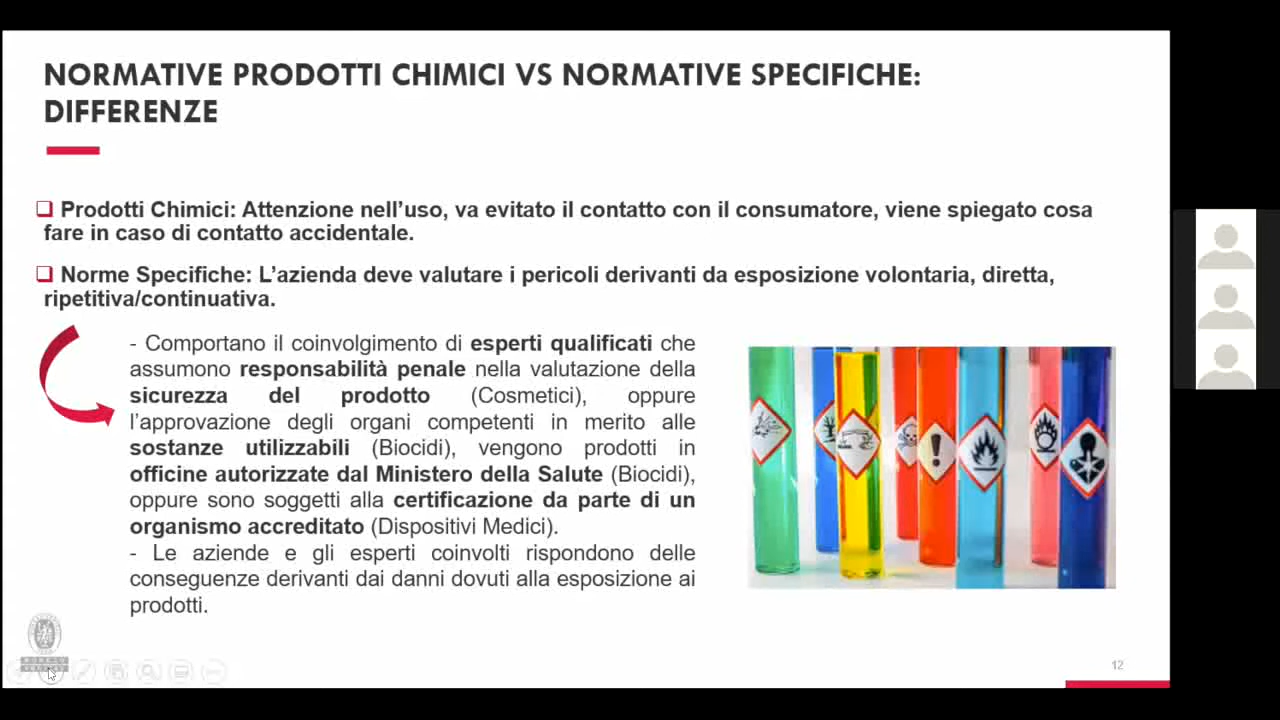 NORMATIVE PRODOTTI CHIMICI VS NORMATIVE SPECIFICHE:
DIFFERENZE
Prodotti Chimici: Attenzione nell’uso, va evitato il contatto con il consumatore, viene spiegato cosa
fare in caso di contatto accidentale.
Norme Specifiche: L’azienda deve valutare i pericoli derivanti da esposizione volontaria, diretta,
ripetitiva/continuativa.
- Comportano il coinvolgimento di esperti qualificati che
assumono responsabilità penale nella valutazione della
sicurezza del prodotto (Cosmetici), oppure
l’approvazione degli organi competenti in merito alle
sostanze utilizzabili (Biocidi), vengono prodotti in
officine autorizzate dal Ministero della Salute (Biocidi),
oppure sono soggetti alla certificazione da parte di un
organismo accreditato (Dispositivi Medici).
- Le aziende e gli esperti coinvolti rispondono delle
conseguenze derivanti dai danni dovuti alla esposizione ai
prodotti.
12